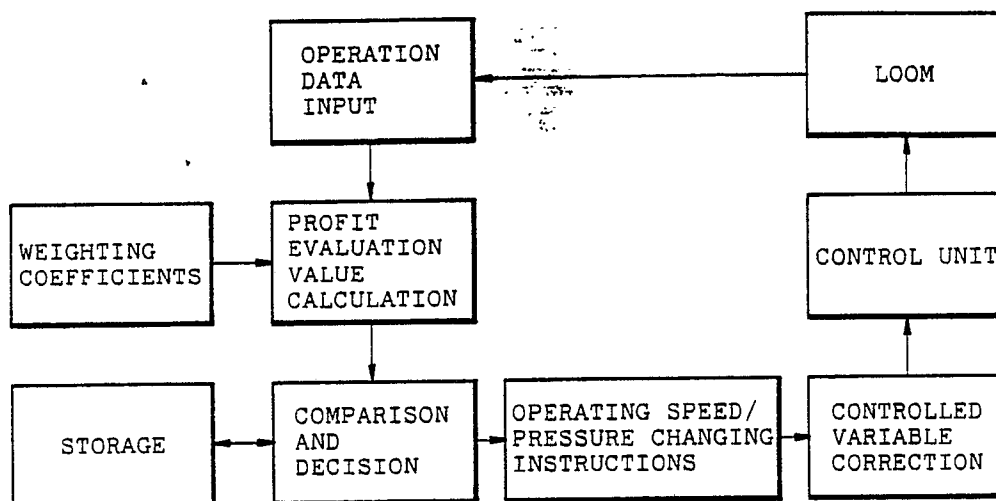 OPERATION
DATA
INPUT
LOOM
WEIGHTING
COEFFICIENTS
PROFIT
EVALUATION
VALUE
CALCULATION
CONTROL UNIT
STORAGE
COMPARISON
AND
DECISION
OPERATING SPEED/
PRESSURE CHANGING
INSTRUCTIONS
CONTROLLED
VARIABLE
CORRECTION